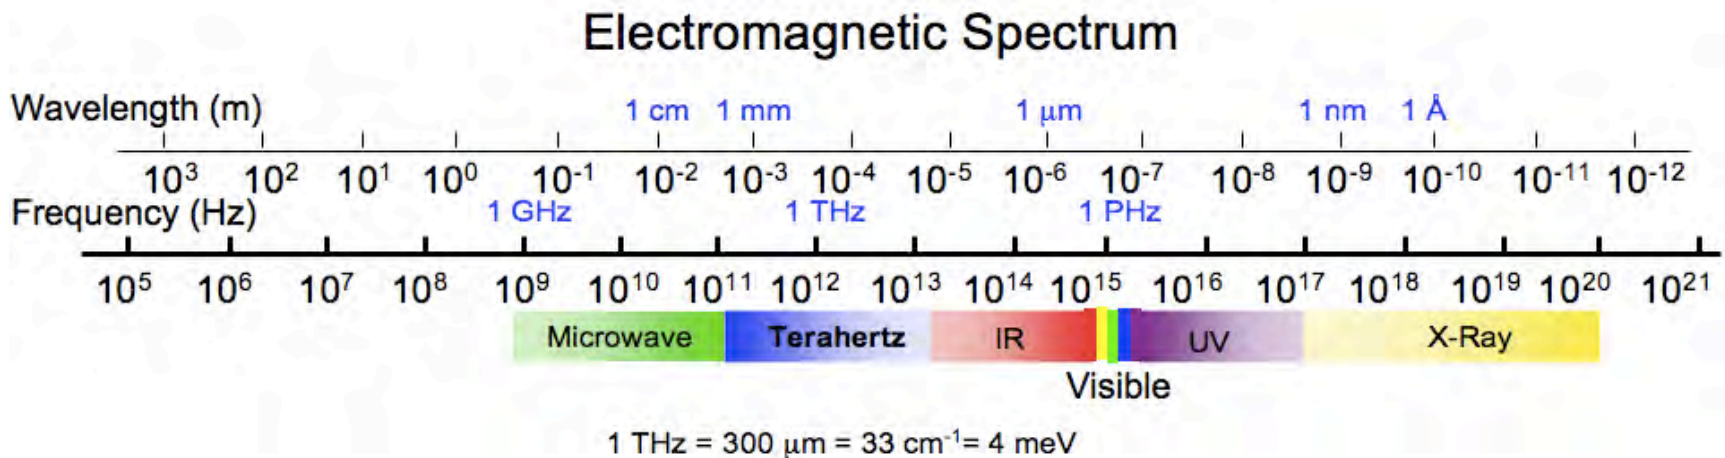 Electromagnetic Spectrum
Wavelength (m) 1 cm 1 mm 1 μm 1 nm 1 Å
10³ 10² 10¹ 10⁰ 10⁻¹ 10⁻² 10⁻³ 10⁻⁴ 10⁻⁵ 10⁻⁶ 10⁻⁷ 10⁻⁸ 10⁻⁹ 10⁻¹⁰ 10⁻¹¹ 10⁻¹²
Frequency (Hz) 1 GHz 1 THz 1 PHz
10⁵ 10⁶ 10⁷ 10⁸ 10⁹ 10¹⁰ 10¹¹ 10¹² 10¹³ 10¹⁴ 10¹⁵ 10¹⁶ 10¹⁷ 10¹⁸ 10¹⁹ 10²⁰ 10²¹
Microwave Terahertz IR UV X-Ray
Visible
1 THz = 300 μm = 33 cm⁻¹= 4 meV